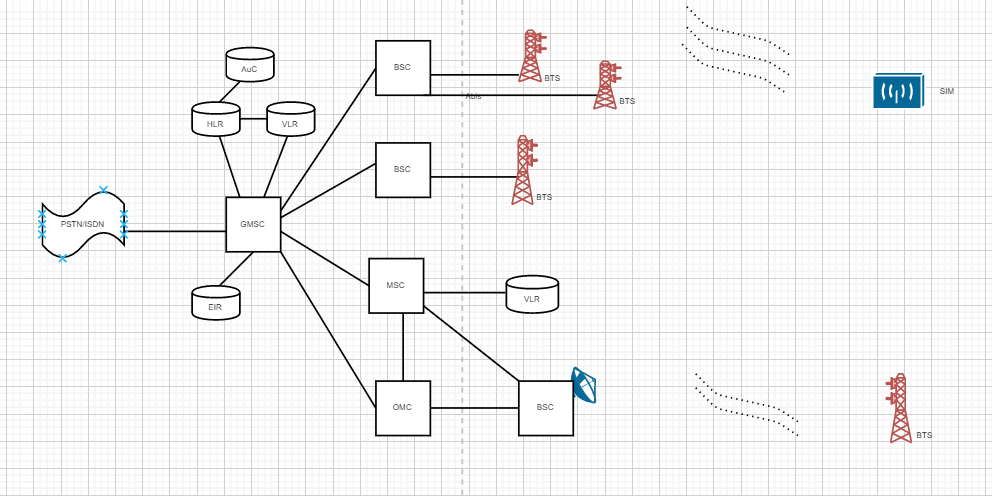 BSC
AuC
BTS
SIM
Abis
BTS
HLR
VLR
BSC
BTS
PSTN/ISDN
GMSC
MSC
VLR
EIR
OMC
BSC
BTS